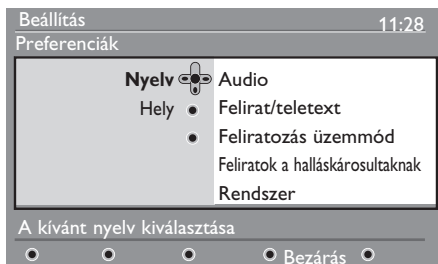 Beállítás 11:28
Preferenciák
Nyelv Audio
Hely Felirat/teletext
Feliratozás üzemmód
Feliratok a halláskárosultaknak
Rendszer
A kívánt nyelv kiválasztása
Bezárás